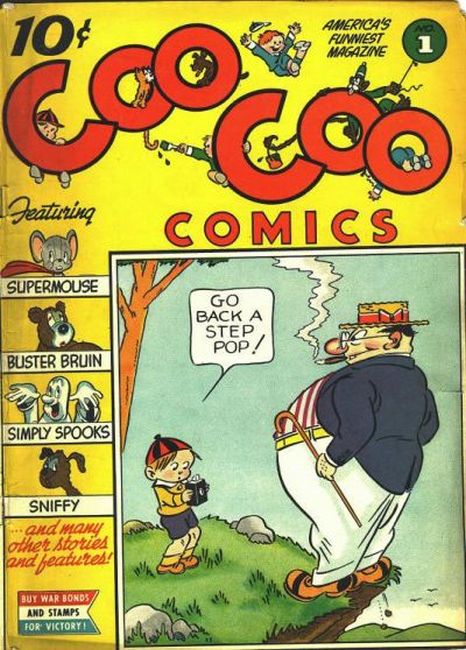 10¢
AMERICA'S
FUNNIEST
MAGAZINE
NO.
1
COO COO
COMICS
Featuring
SUPERMOUSE
BUSTER BRUIN
SIMPLY SPOOKS
SNIFFY
...and many
other stories
and features!
BUY WAR BONDS
AND STAMPS
FOR VICTORY!
GO
BACK A
STEP
POP!